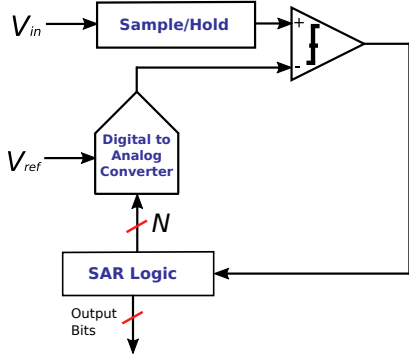 Vin
Sample/Hold
+
-
Digital to
Analog
Converter
Vref
N
SAR Logic
Output
Bits